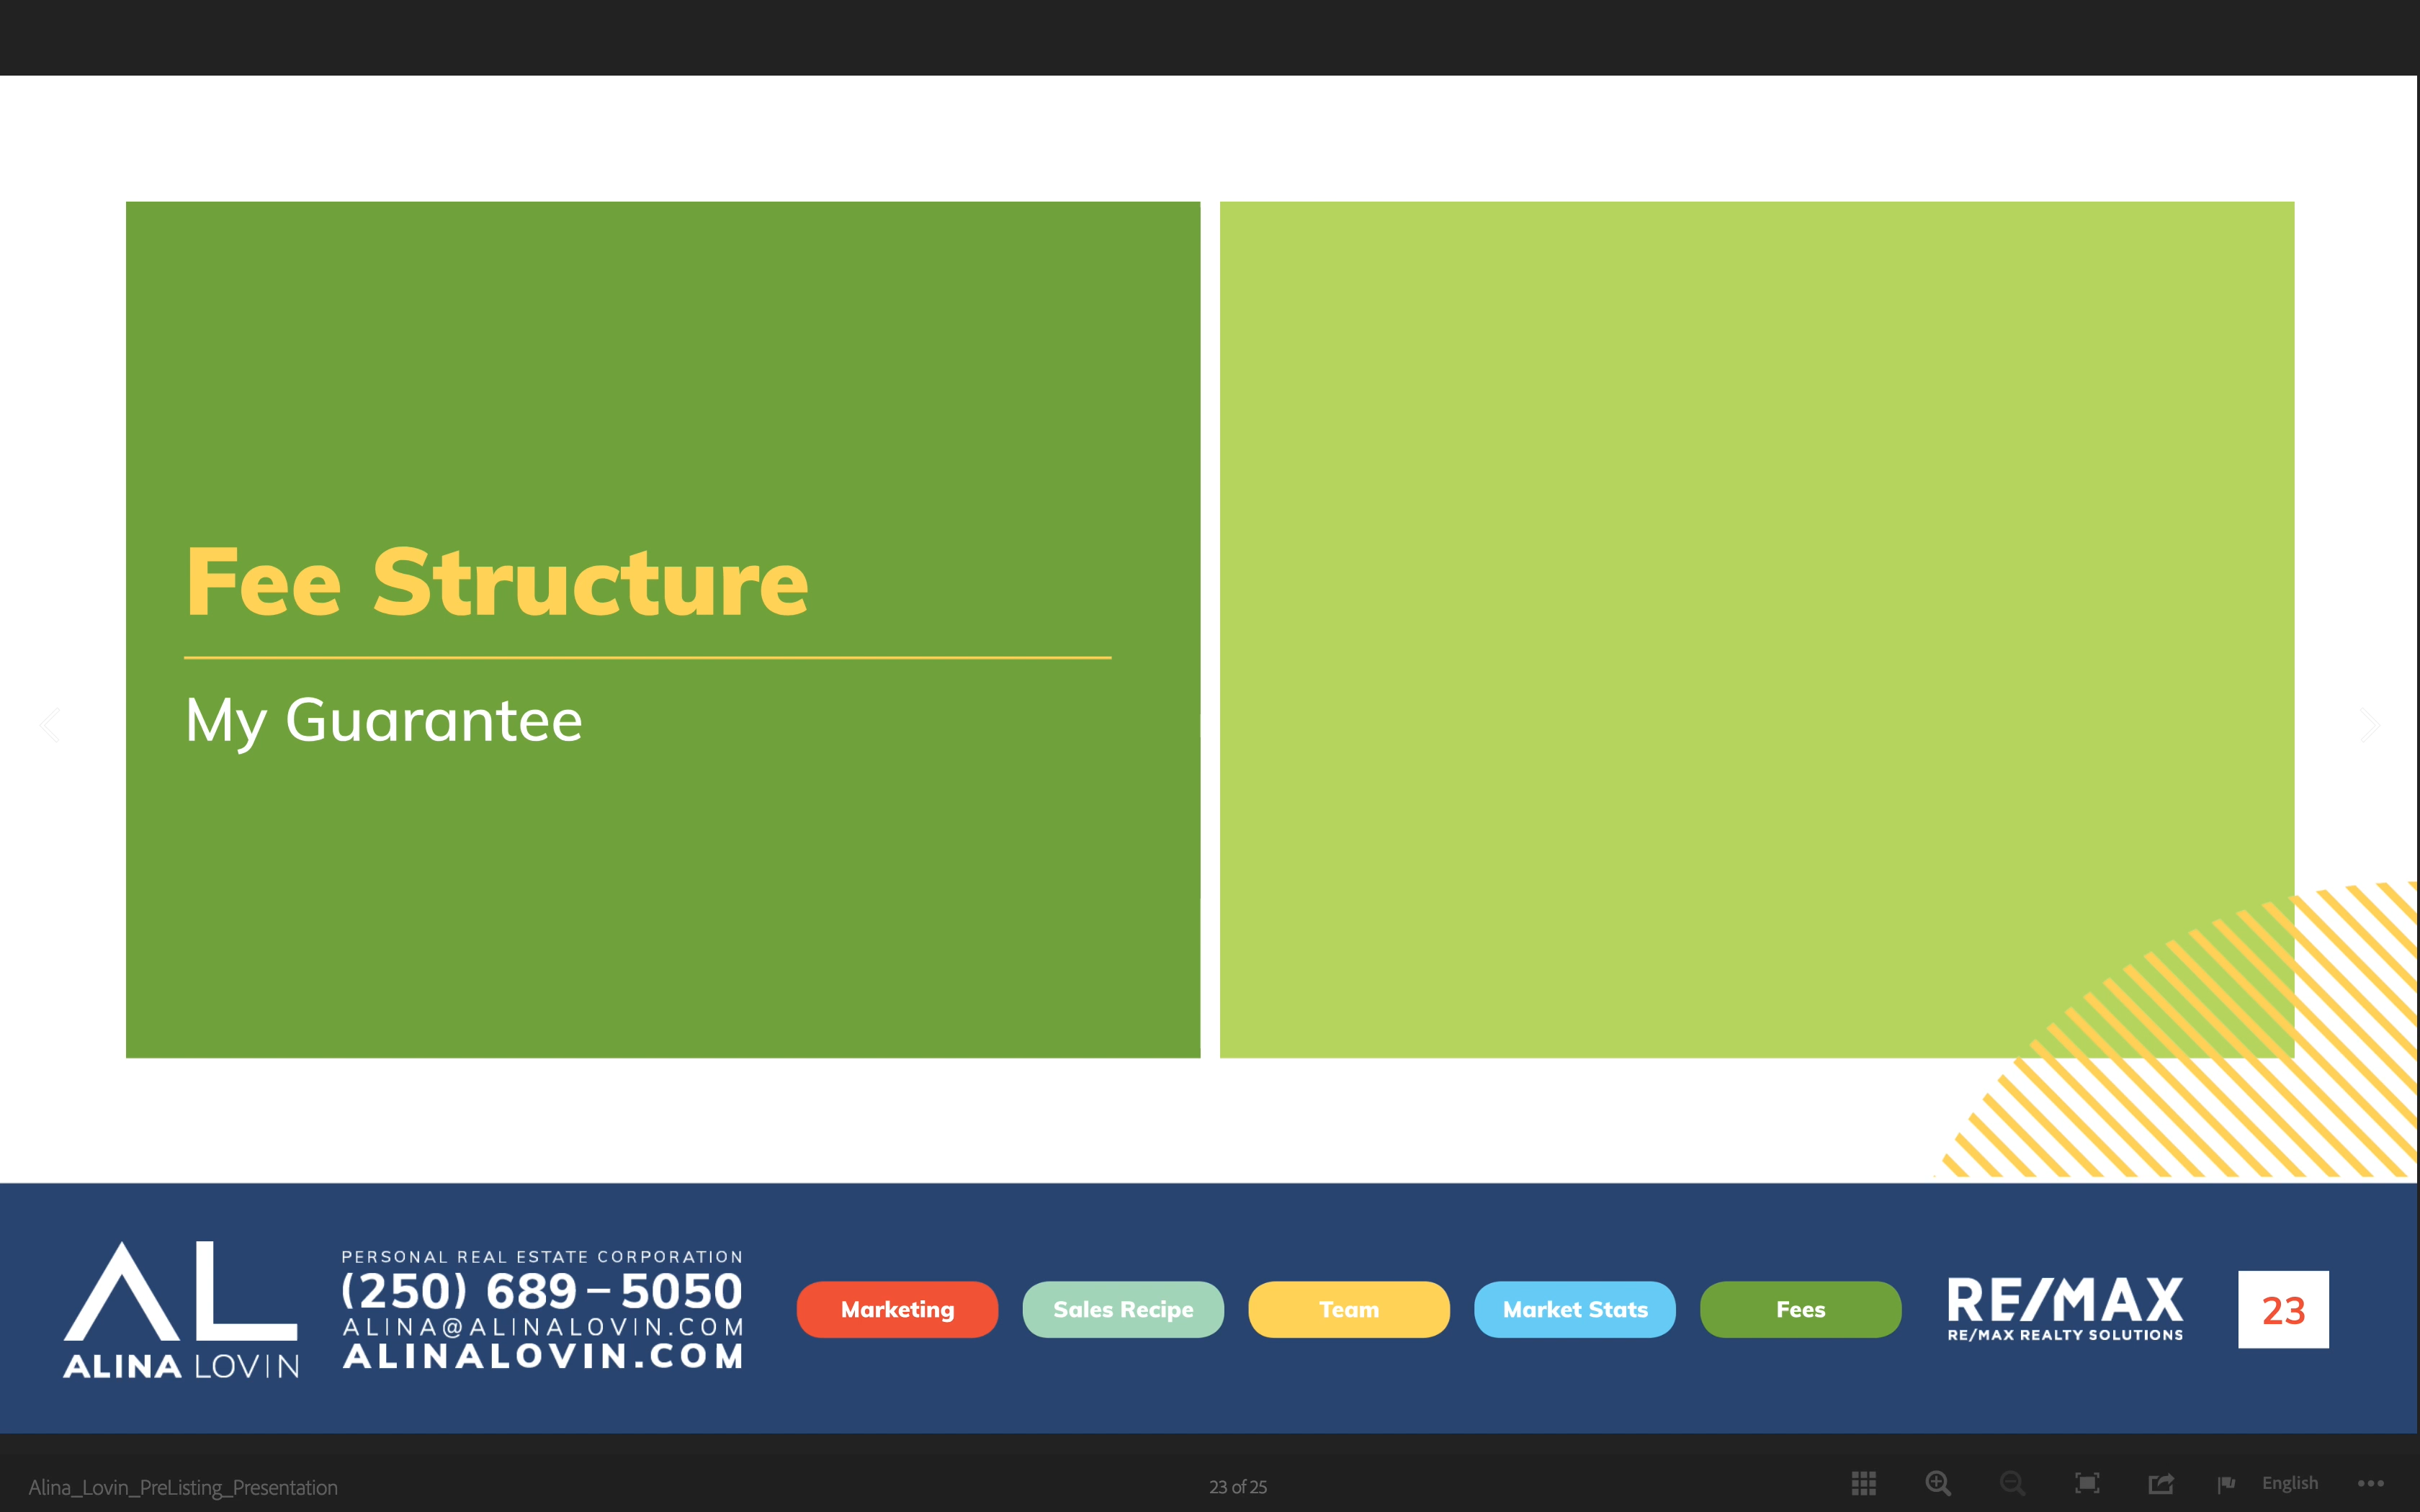 Fee Structure
My Guarantee
AL
ALINA LOVIN
PERSONAL REAL ESTATE CORPORATION
(250) 689-5050
ALINA@ALINALOVIN.COM
ALINALOVIN.COM
Marketing
Sales Recipe
Team
Market Stats
Fees
RE/MAX
RE/MAX REALTY SOLUTIONS
23
Alina_Lovin_PreListing_Presentation
23 of 25
English